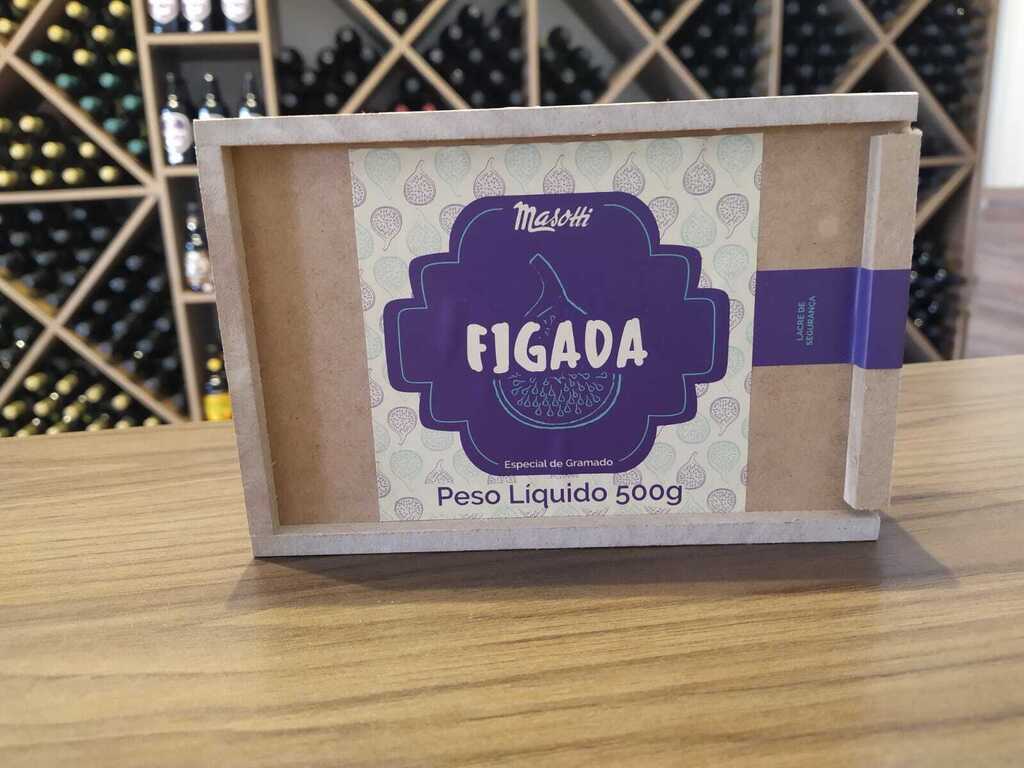 Masotti
FIGADA
Especial de Gramado
Peso Líquido 500g
LACRE DE
SEGURANÇA